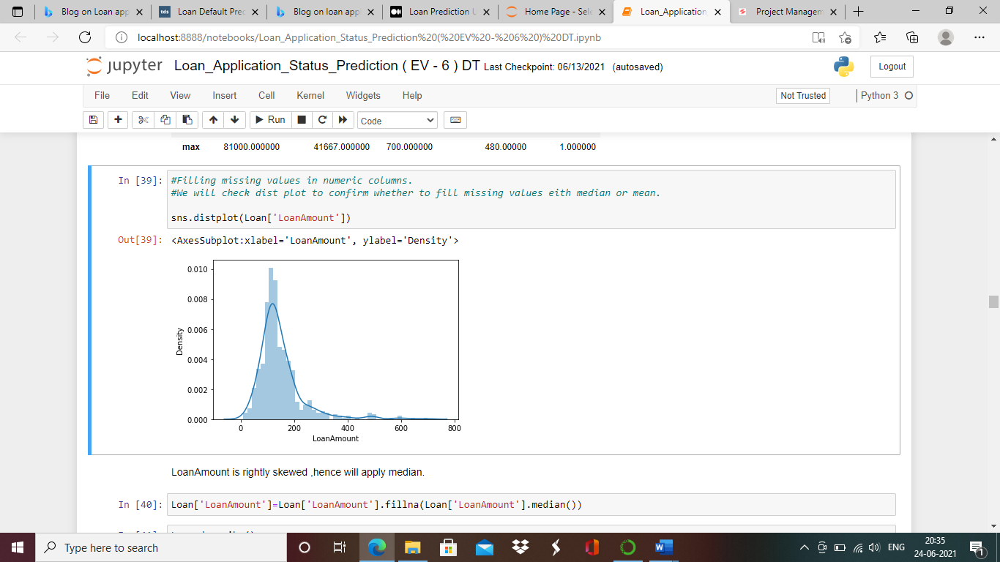 Blog on Loan app
tds Loan Default Pred
Blog on loan app
Loan Prediction U
Home Page - Sele
Loan_Application
Project Managem
localhost:8888/notebooks/Loan_Application_Status_Prediction%20(%20EV%20-%206%20)%20DT.ipynb
jupyter Loan_Application_Status_Prediction ( EV - 6 ) DT Last Checkpoint: 06/13/2021 (autosaved)
Logout
File Edit View Insert Cell Kernel Widgets Help
Not Trusted
Python 3
Run
Code
max 81000.000000 41667.000000 700.000000 480.00000 1.000000
In [39]: #Filling missing values in numeric columns.
#We will check dist plot to confirm whether to fill missing values eith median or mean.
sns.distplot(Loan['LoanAmount'])
Out[39]: <AxesSubplot:xlabel='LoanAmount', ylabel='Density'>
0.010
0.008
0.006
0.004
0.002
0.000
Density
0 200 400 600 800
LoanAmount
LoanAmount is rightly skewed ,hence will apply median.
In [40]: Loan['LoanAmount']=Loan['LoanAmount'].fillna(Loan['LoanAmount'].median())
Type here to search
ENG
20:35
24-06-2021
1